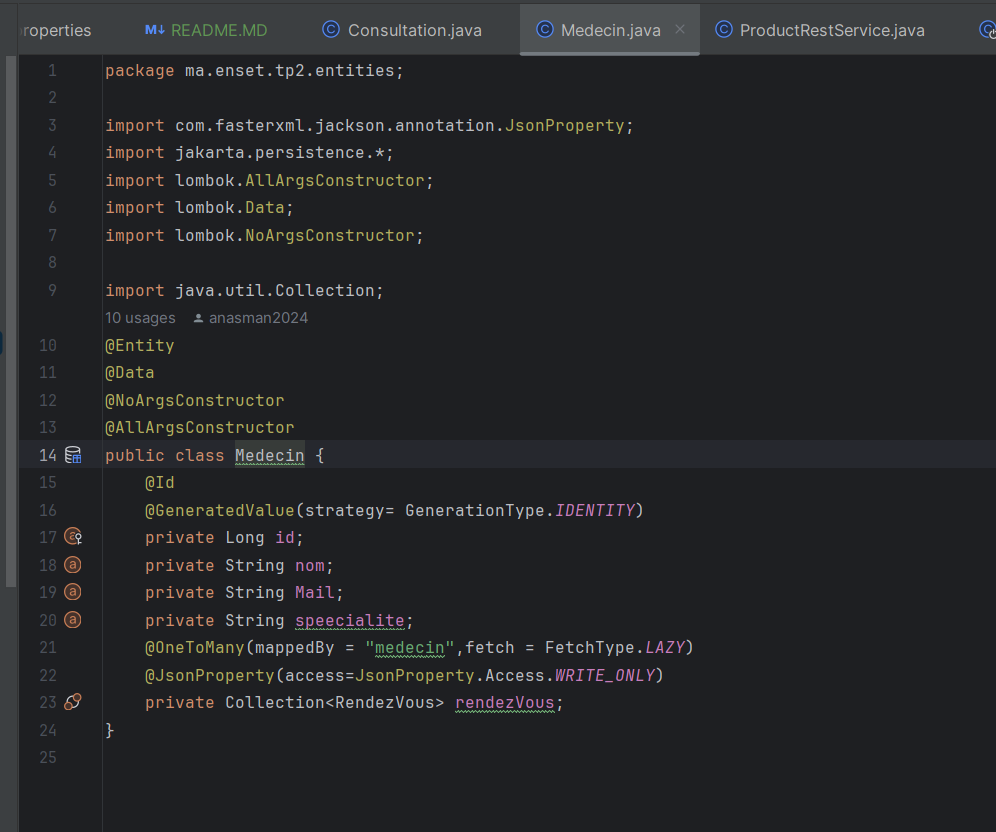 roperties
README.MD
Consultation.java
Medecin.java
ProductRestService.java
1 package ma.enset.tp2.entities;
2
3 import com.fasterxml.jackson.annotation.JsonProperty;
4 import jakarta.persistence.*;
5 import lombok.AllArgsConstructor;
6 import lombok.Data;
7 import lombok.NoArgsConstructor;
8
9 import java.util.Collection;
10 usages anasman2024
10 @Entity
11 @Data
12 @NoArgsConstructor
13 @AllArgsConstructor
14 public class Medecin {
15 @Id
16 @GeneratedValue(strategy= GenerationType.IDENTITY)
17 private Long id;
18 private String nom;
19 private String Mail;
20 private String speecialite;
21 @OneToMany(mappedBy = "medecin",fetch = FetchType.LAZY)
22 @JsonProperty(access=JsonProperty.Access.WRITE_ONLY)
23 private Collection<RendezVous> rendezVous;
24 }
25